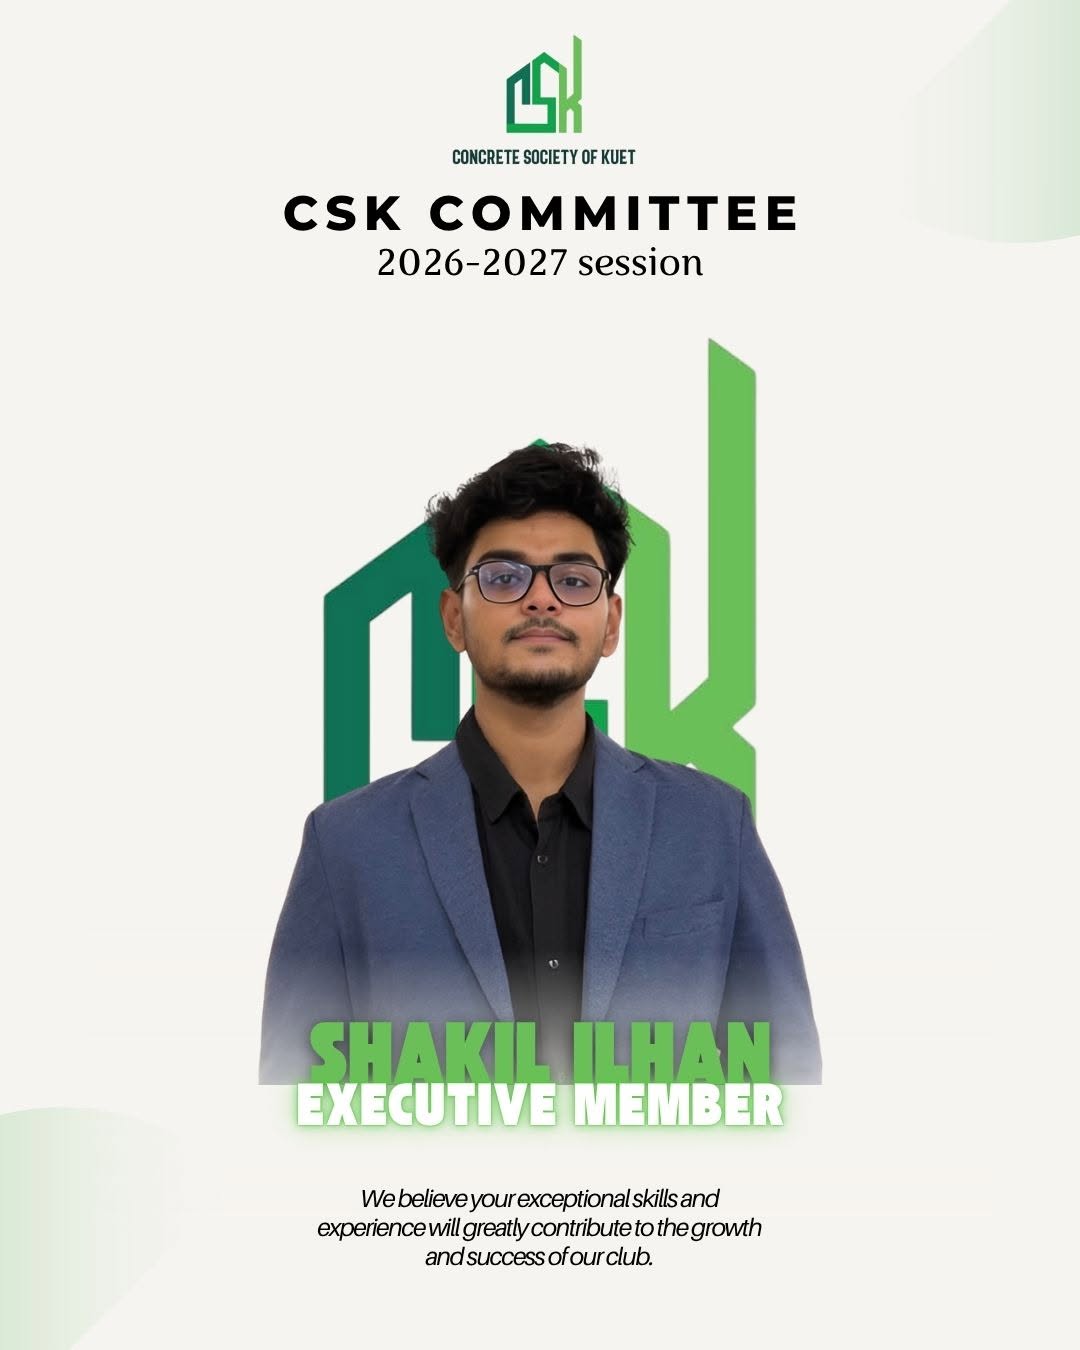 CSK
CONCRETE SOCIETY OF KUET
CSK COMMITTEE
2026-2027 session
SHAKIL ILHAN
EXECUTIVE MEMBER
We believe your exceptional skills and
experience will greatly contribute to the growth
and success of our club.